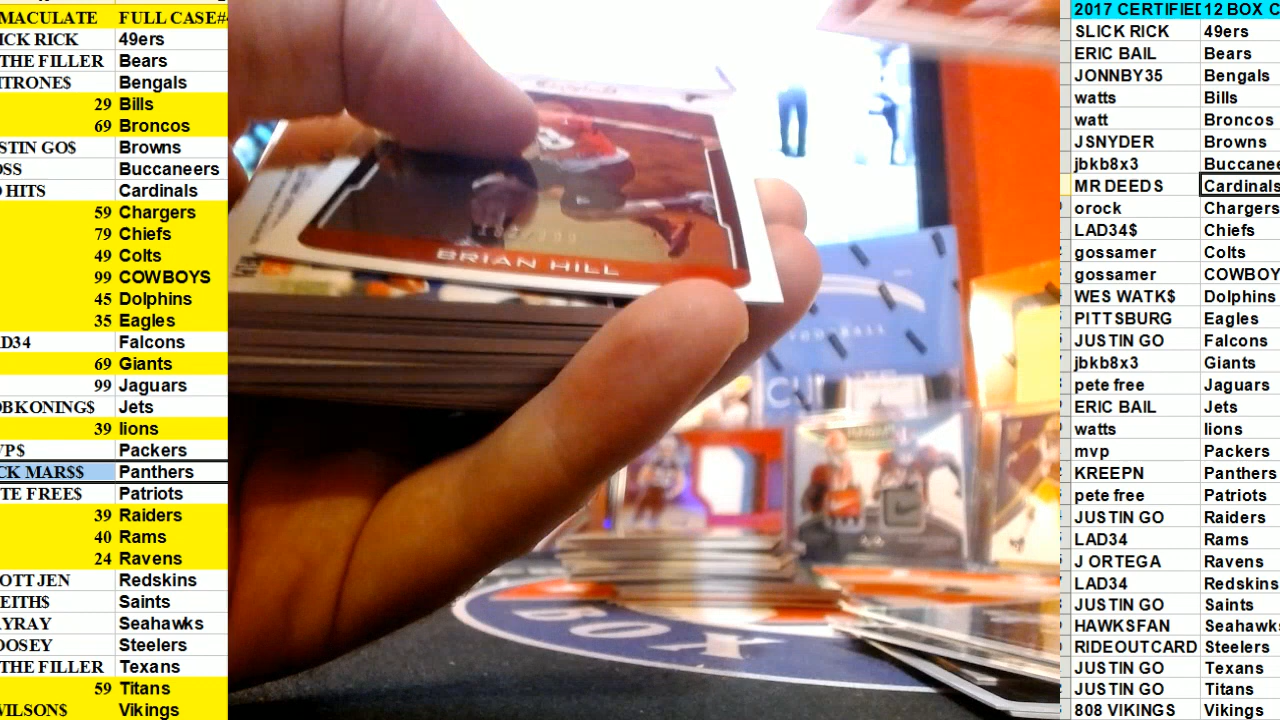 MACULATE FULL CASE#
ICK RICK 49ers
THE FILLER Bears
ITRONE$ Bengals
29 Bills
69 Broncos
STIN GO$ Browns
OSS Buccaneers
O HITS Cardinals
59 Chargers
79 Chiefs
49 Colts
99 COWBOYS
45 Dolphins
35 Eagles
AD34 Falcons
69 Giants
99 Jaguars
OBKONING$ Jets
39 lions
VP$ Packers
CK MAR$$ Panthers
TE FREE$ Patriots
39 Raiders
40 Rams
24 Ravens
OTT JEN Redskins
EITH$ Saints
AYRAY Seahawks
OOSEY Steelers
THE FILLER Texans
59 Titans
WILSON$ Vikings
BRIAN HILL
FOOTBALL
BOX
2017 CERTIFIED 12 BOX C
SLICK RICK 49ers
ERIC BAIL Bears
JONNBY35 Bengals
watts Bills
watt Broncos
JSNYDER Browns
jbkb8x3 Buccanee
MR DEEDS Cardinals
orock Chargers
LAD34$ Chiefs
gossamer Colts
gossamer COWBOY
WES WATK$ Dolphins
PITTSBURG Eagles
JUSTIN GO Falcons
jbkb8x3 Giants
pete free Jaguars
ERIC BAIL Jets
watts lions
mvp Packers
KREEPN Panthers
pete free Patriots
JUSTIN GO Raiders
LAD34 Rams
J ORTEGA Ravens
LAD34 Redskins
JUSTIN GO Saints
HAWKSFAN Seahawks
RIDEOUTCARD Steelers
JUSTIN GO Texans
JUSTIN GO Titans
808 VIKINGS Vikings